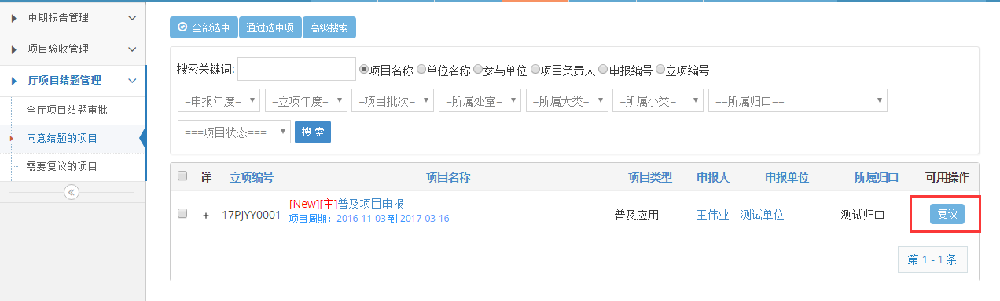 中期报告管理
项目验收管理
厅项目结题管理
全厅项目结题审批
同意结题的项目
需要复议的项目
全部选中 通过选中项 高级搜索
搜索关键词: 项目名称 单位名称 参与单位 项目负责人 申报编号 立项编号
=申报年度= =立项年度= =项目批次= =所属处室= =所属大类= =所属小类= ==所属归口==
===项目状态=== 搜 索
详 立项编号 项目名称 项目类型 申报人 申报单位 所属归口 可用操作
+ 17PJYY0001 [New][主]普及项目申报 普及应用 王伟业 测试单位 测试归口 复议
项目周期：2016-11-03 到 2017-03-16
第 1 - 1 条